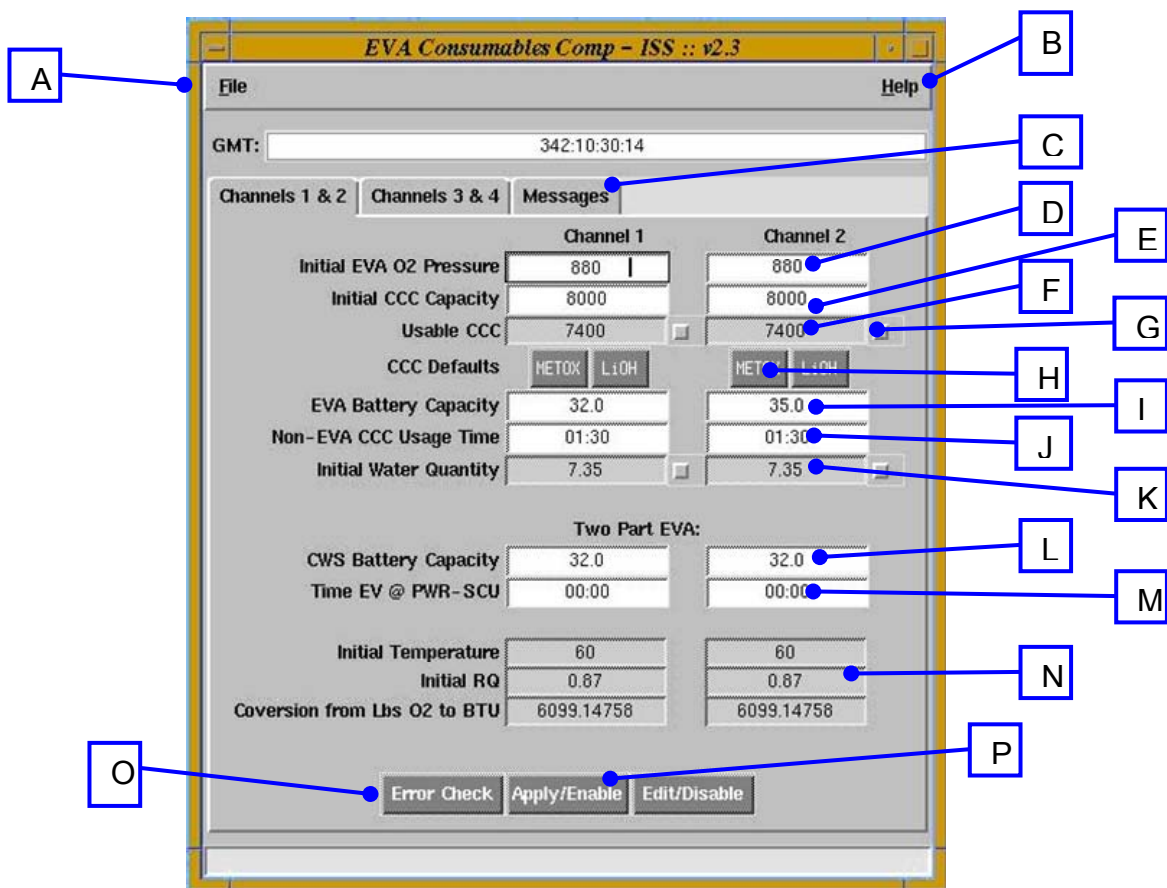 EVA Consumables Comp - ISS :: v2.3
B
A
File Help
GMT: 342:10:30:14
C
Channels 1 & 2 Channels 3 & 4 Messages
D
Channel 1 Channel 2
E
Initial EVA O2 Pressure 880 880
F
Initial CCC Capacity 8000 8000
G
Usable CCC 7400 7400
CCC Defaults METOX LiOH METOX LiOH
H
EVA Battery Capacity 32.0 35.0
I
Non-EVA CCC Usage Time 01:30 01:30
J
Initial Water Quantity 7.35 7.35
K
Two Part EVA:
L
CWS Battery Capacity 32.0 32.0
Time EV @ PWR-SCU 00:00 00:00
M
Initial Temperature 60 60
Initial RQ 0.87 0.87
N
Coversion from Lbs O2 to BTU 6099.14758 6099.14758
P
O
Error Check Apply/Enable Edit/Disable